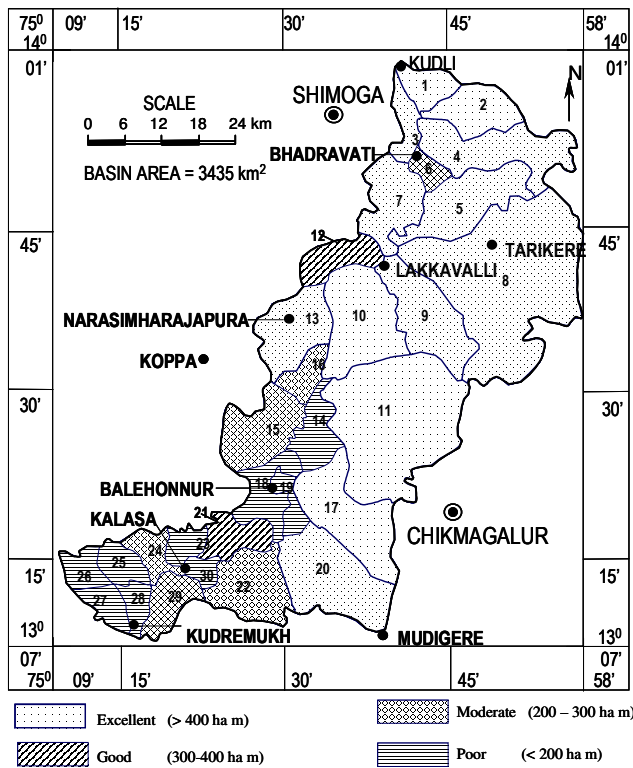 75⁰ 09' 15' 30' 45' 58'
14⁰
01'
KUDLI
1
N
SCALE
SHIMOGA
2
0 6 12 18 24 km
3
BHADRAVATI
4
BASIN AREA = 3435 km²
6
7
5
45'
12
45'
TARIKERE
LAKKAVALLI
8
NARASIMHARAJAPURA
13
10
9
KOPPA
16
30'
11
30'
14
15
BALEHONNUR
18
19
KALASA
21
17
CHIKMAGALUR
24
23
15'
25
20
15'
26
30
22
27
28
29
13⁰
KUDREMUKH
MUDIGERE
13⁰
07'
07'
75⁰ 09' 15' 30' 45' 58'
Excellent (> 400 ha m)
Moderate (200 – 300 ha m)
Good (300-400 ha m)
Poor (< 200 ha m)